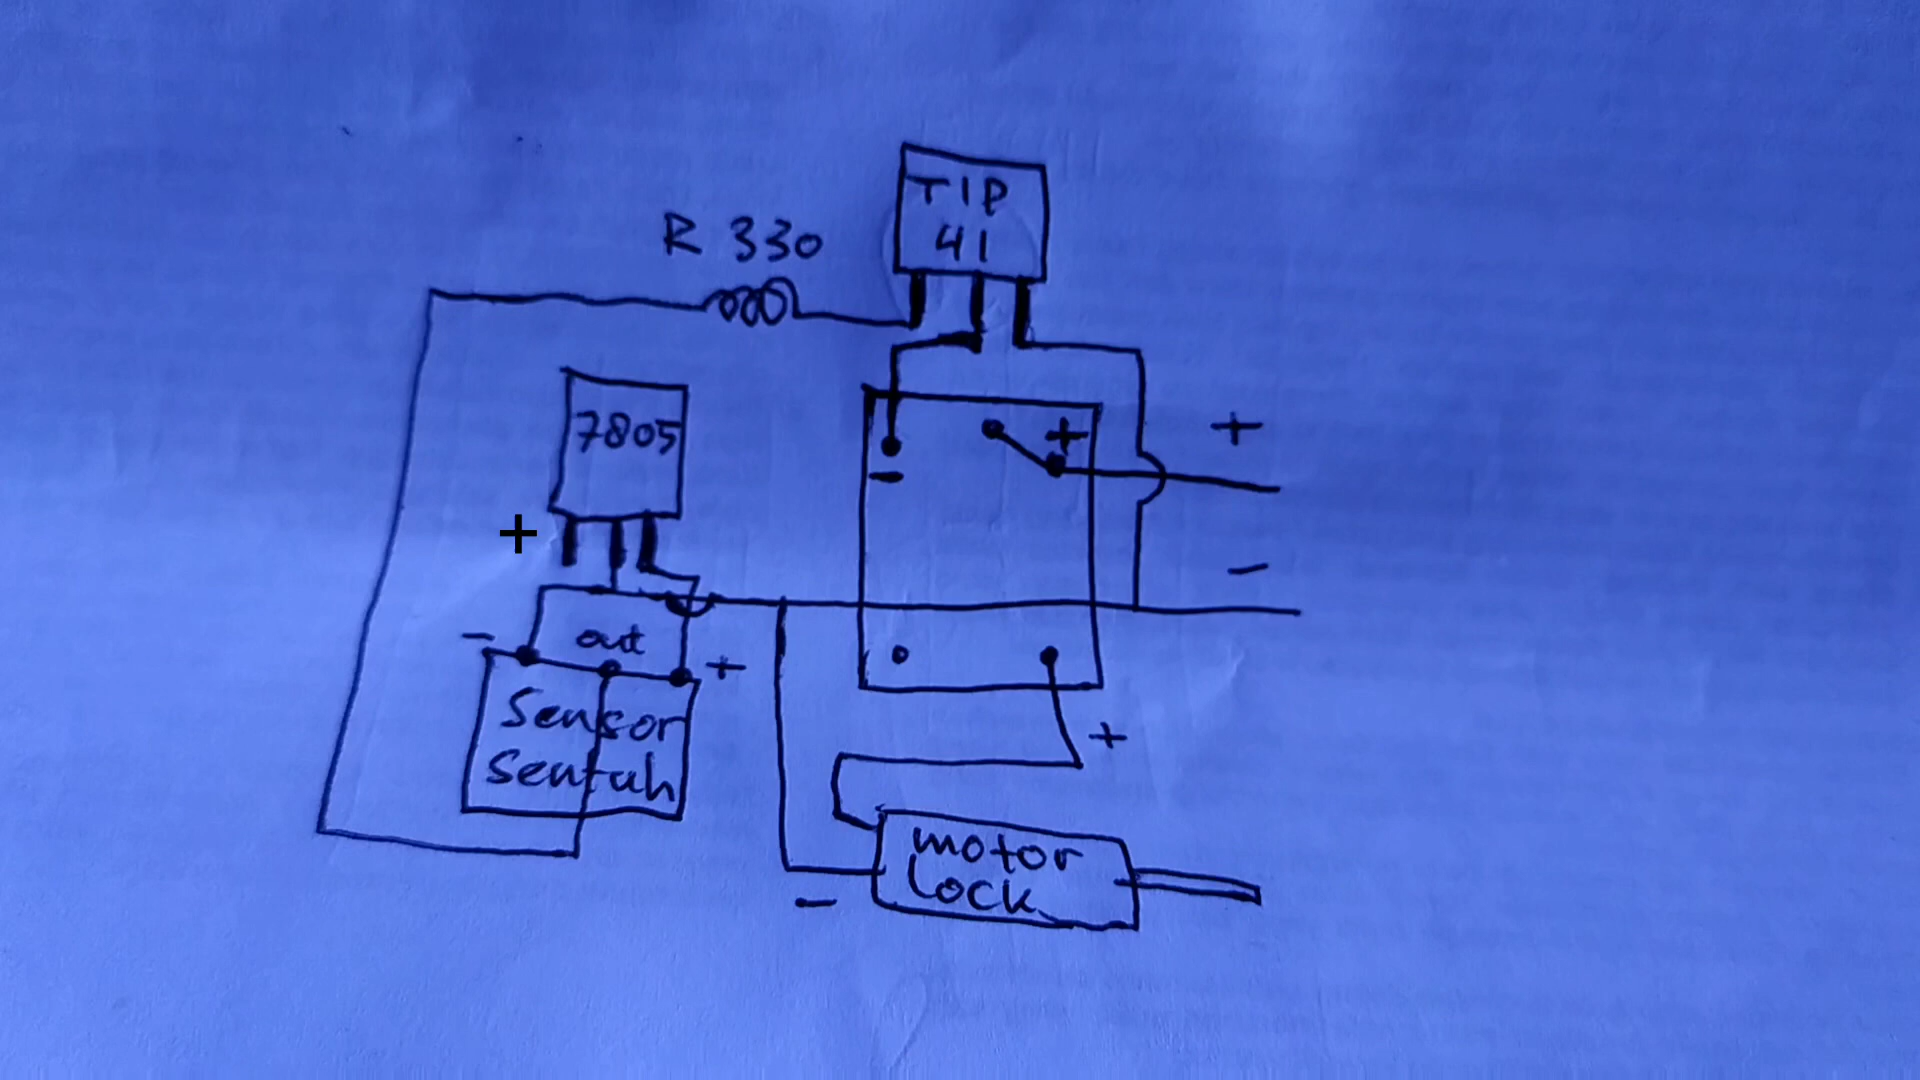 TIP
41
R 330
7805
+
+
-
+
-
-
out
+
Sensor
Sentuh
+
motor
Lock
-